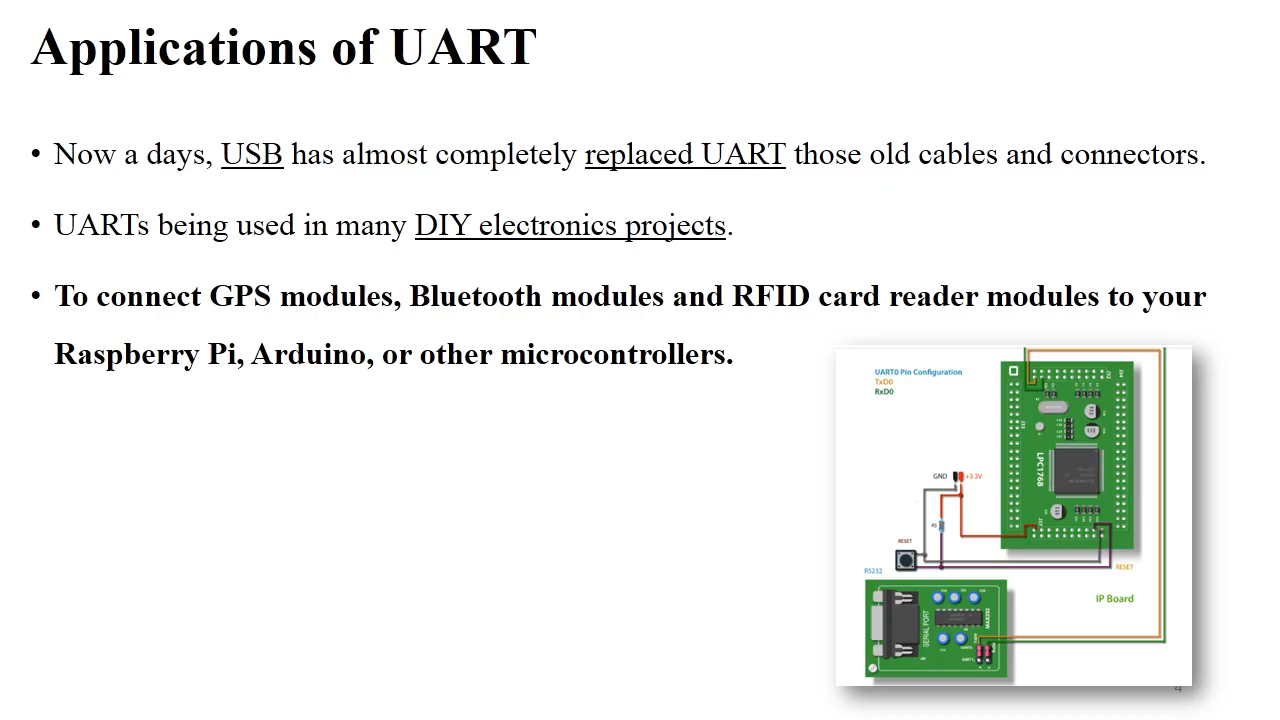 Applications of UART
• Now a days, USB has almost completely replaced UART those old cables and connectors.
• UARTs being used in many DIY electronics projects.
• To connect GPS modules, Bluetooth modules and RFID card reader modules to your
Raspberry Pi, Arduino, or other microcontrollers.
UART0 Pin Configuration
TxD0
RxD0
LPC1768
GND +3.3V
RESET
RESET
RS232
IP Board
SERIAL PORT
MAX202
4